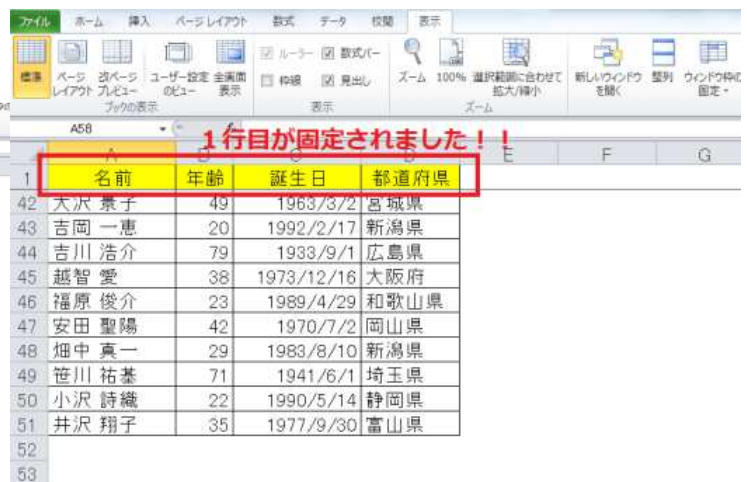 ファイル ホーム 挿入 ページレイアウト 数式 データ 校閲 表示
標準 ページレイアウト 改ページプレビュー ユーザー設定のビュー 全画面表示
ルーラー 数式バー
枠線 見出し
ズーム 100% 選択範囲に合わせて拡大/縮小
新しいウィンドウを開く 整列 ウィンドウ枠の固定
ブックの表示 表示 ズーム
A58
1行目が固定されました!!
E F G
1 名前 年齢 誕生日 都道府県
42 大沢 景子 49 1963/3/2 宮城県
43 吉岡 一恵 20 1992/2/17 新潟県
44 吉川 浩介 79 1933/9/1 広島県
45 越智 愛 38 1973/12/16 大阪府
46 福原 俊介 23 1989/4/29 和歌山県
47 安田 聖陽 42 1970/7/2 岡山県
48 畑中 真一 29 1983/8/10 新潟県
49 笹川 祐基 71 1941/6/1 埼玉県
50 小沢 詩織 22 1990/5/14 静岡県
51 井沢 翔子 35 1977/9/30 富山県
52
53